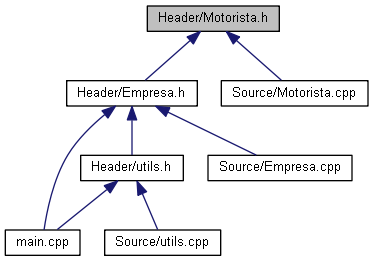 Header/Motorista.h
Header/Empresa.h
Source/Motorista.cpp
Header/utils.h
Source/Empresa.cpp
main.cpp
Source/utils.cpp